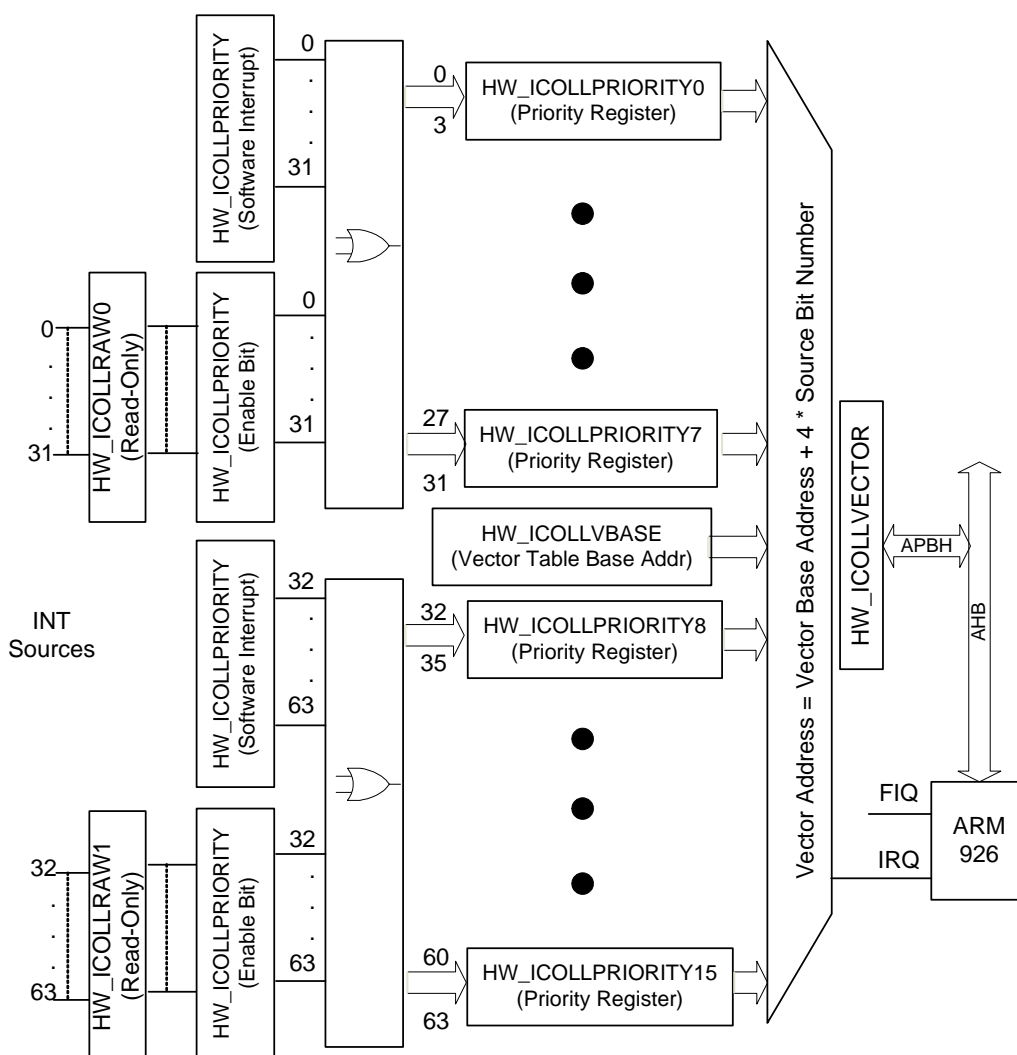 0
.
.
.
31
HW_ICOLLPRIORITY
(Software Interrupt)
0
3
HW_ICOLLPRIORITY0
(Priority Register)
0
.
.
.
31
HW_ICOLLRAW0
(Read-Only)
HW_ICOLLPRIORITY
(Enable Bit)
0
.
.
.
31
27
31
HW_ICOLLPRIORITY7
(Priority Register)
HW_ICOLLVBASE
(Vector Table Base Addr)
INT
Sources
HW_ICOLLPRIORITY
(Software Interrupt)
32
.
.
.
63
32
35
HW_ICOLLPRIORITY8
(Priority Register)
32
.
.
.
63
HW_ICOLLRAW1
(Read-Only)
HW_ICOLLPRIORITY
(Enable Bit)
32
.
.
.
63
60
63
HW_ICOLLPRIORITY15
(Priority Register)
Vector Address = Vector Base Address + 4 * Source Bit Number
HW_ICOLLVECTOR
APBH
AHB
FIQ
IRQ
ARM
926